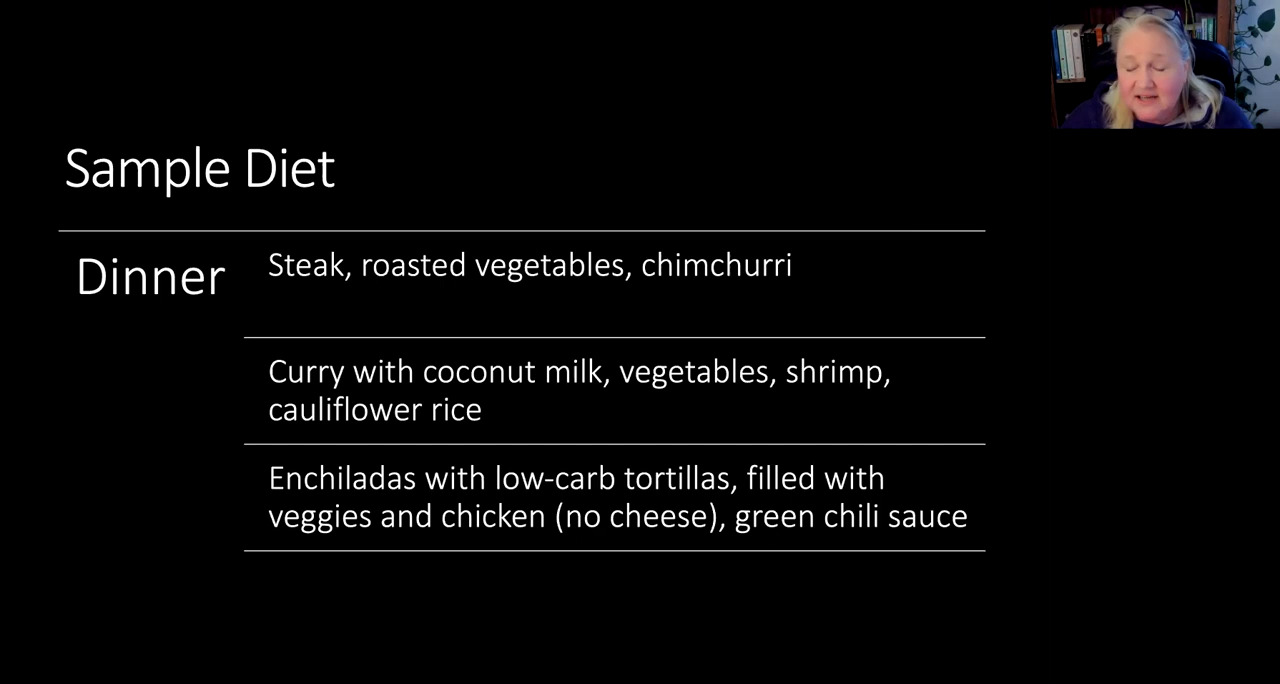 Sample Diet
Dinner
Steak, roasted vegetables, chimchurri
Curry with coconut milk, vegetables, shrimp,
cauliflower rice
Enchiladas with low-carb tortillas, filled with
veggies and chicken (no cheese), green chili sauce